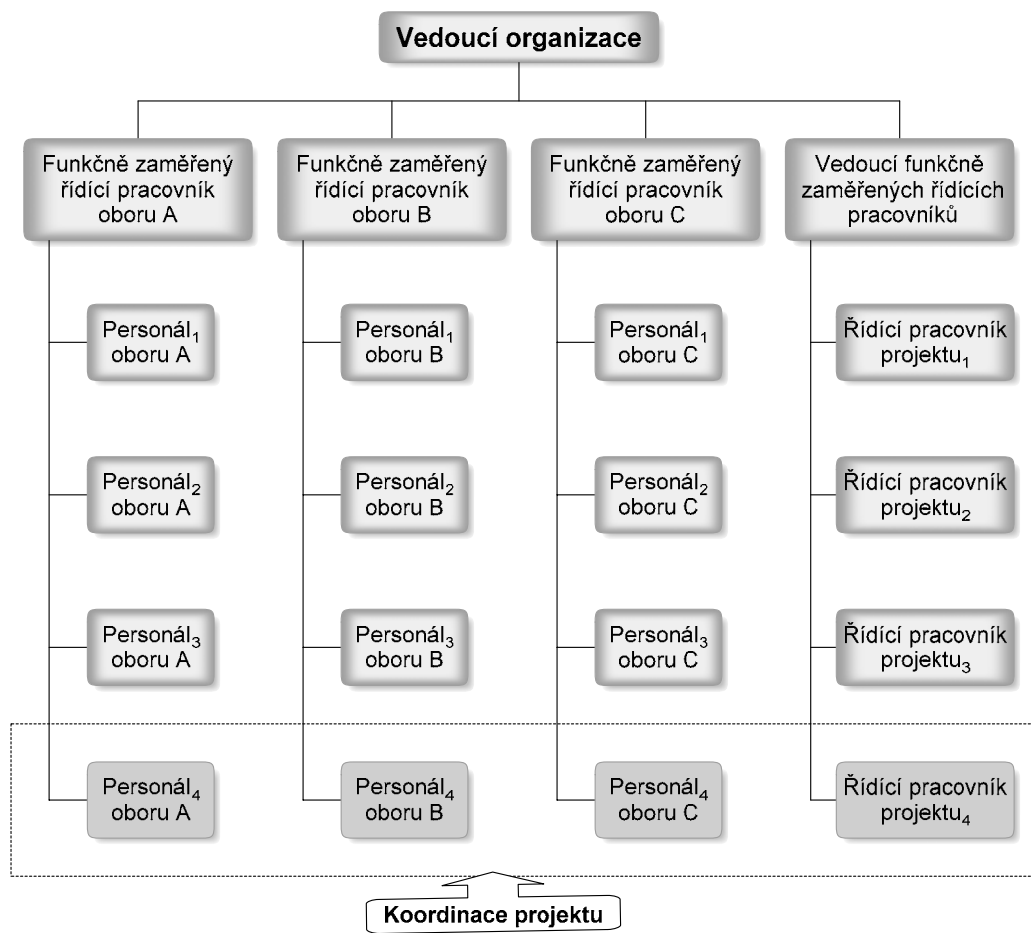 Vedoucí organizace
Funkčně zaměřený
řídící pracovník
oboru A
Funkčně zaměřený
řídící pracovník
oboru B
Funkčně zaměřený
řídící pracovník
oboru C
Vedoucí funkčně
zaměřených řídících
pracovníků
Personál₁
oboru A
Personál₁
oboru B
Personál₁
oboru C
Řídící pracovník
projektu₁
Personál₂
oboru A
Personál₂
oboru B
Personál₂
oboru C
Řídící pracovník
projektu₂
Personál₃
oboru A
Personál₃
oboru B
Personál₃
oboru C
Řídící pracovník
projektu₃
Personál₄
oboru A
Personál₄
oboru B
Personál₄
oboru C
Řídící pracovník
projektu₄
Koordinace projektu